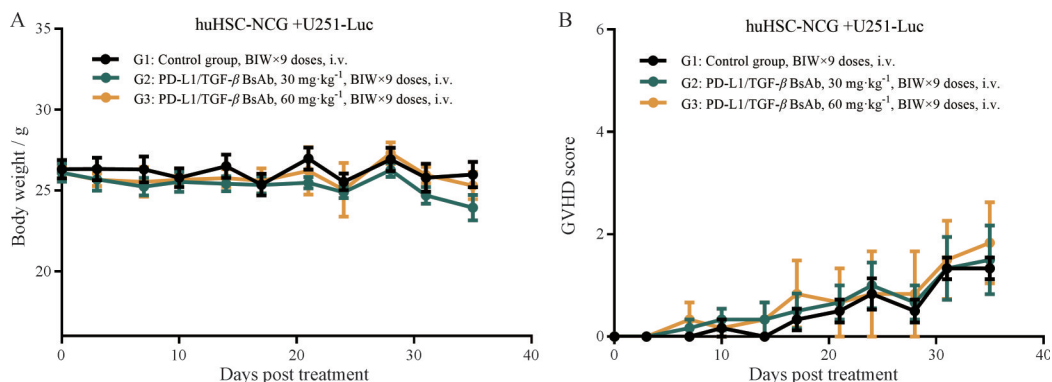 A
huHSC-NCG +U251-Luc
G1: Control group, BIW×9 doses, i.v.
G2: PD-L1/TGF-β BsAb, 30 mg·kg⁻¹, BIW×9 doses, i.v.
G3: PD-L1/TGF-β BsAb, 60 mg·kg⁻¹, BIW×9 doses, i.v.
Body weight / g
35
30
25
20
0
10
20
30
40
Days post treatment
B
huHSC-NCG +U251-Luc
G1: Control group, BIW×9 doses, i.v.
G2: PD-L1/TGF-β BsAb, 30 mg·kg⁻¹, BIW×9 doses, i.v.
G3: PD-L1/TGF-β BsAb, 60 mg·kg⁻¹, BIW×9 doses, i.v.
GVHD score
6
4
2
0
0
10
20
30
40
Days post treatment